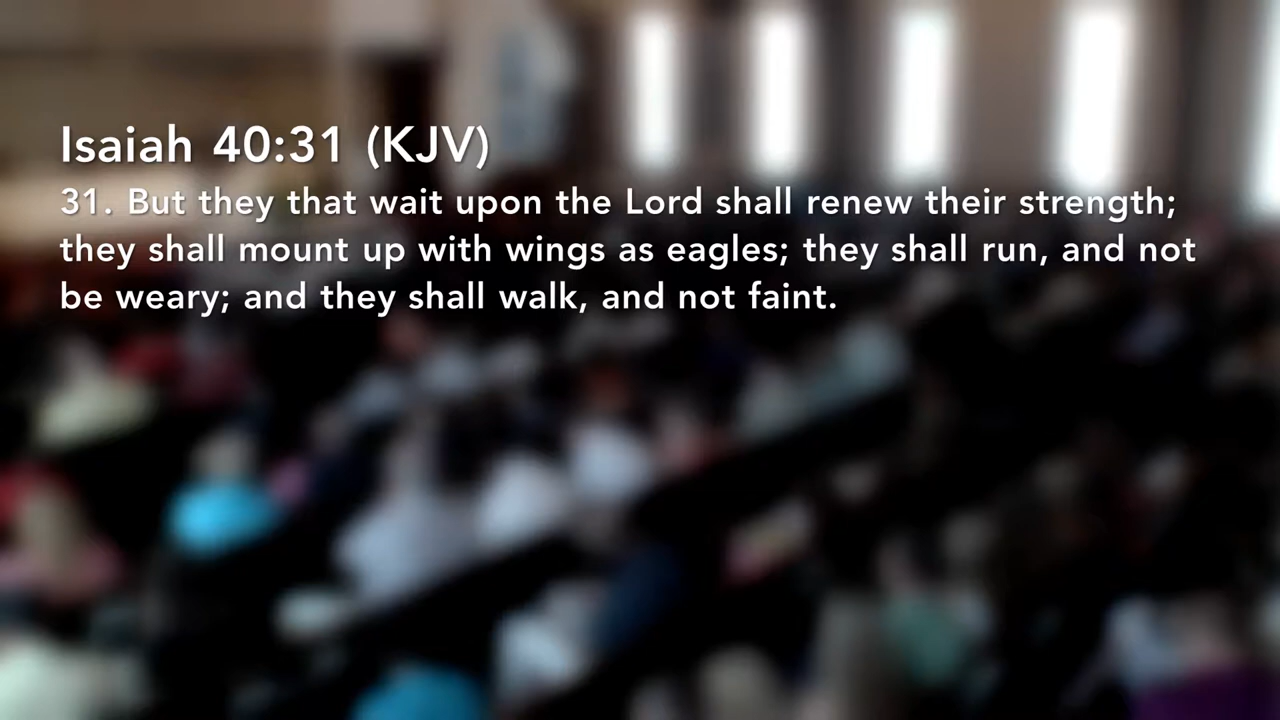 Isaiah 40:31 (KJV)
31. But they that wait upon the Lord shall renew their strength;
they shall mount up with wings as eagles; they shall run, and not
be weary; and they shall walk, and not faint.